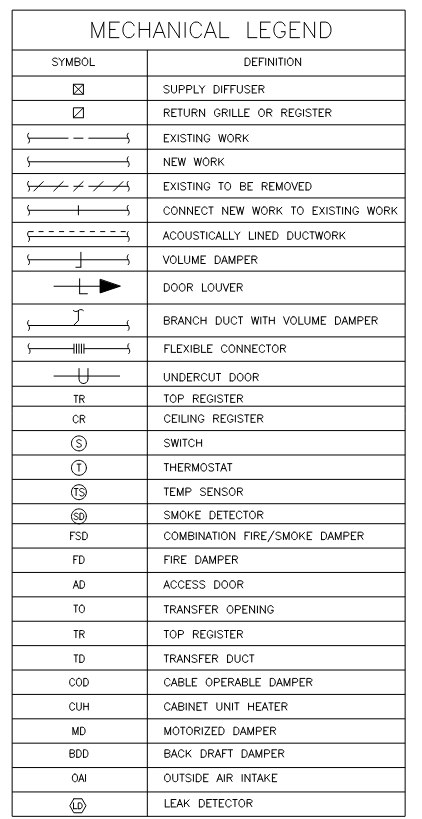 MECHANICAL LEGEND
SYMBOL DEFINITION
SUPPLY DIFFUSER
RETURN GRILLE OR REGISTER
EXISTING WORK
NEW WORK
EXISTING TO BE REMOVED
CONNECT NEW WORK TO EXISTING WORK
ACOUSTICALLY LINED DUCTWORK
VOLUME DAMPER
DOOR LOUVER
BRANCH DUCT WITH VOLUME DAMPER
FLEXIBLE CONNECTOR
UNDERCUT DOOR
TR TOP REGISTER
CR CEILING REGISTER
S SWITCH
T THERMOSTAT
TS TEMP SENSOR
SD SMOKE DETECTOR
FSD COMBINATION FIRE/SMOKE DAMPER
FD FIRE DAMPER
AD ACCESS DOOR
TO TRANSFER OPENING
TR TOP REGISTER
TD TRANSFER DUCT
COD CABLE OPERABLE DAMPER
CUH CABINET UNIT HEATER
MD MOTORIZED DAMPER
BDD BACK DRAFT DAMPER
OAI OUTSIDE AIR INTAKE
LD LEAK DETECTOR